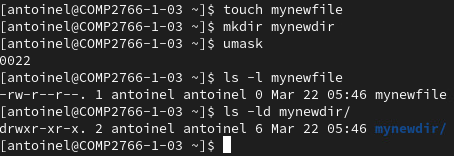 [antoinel@COMP2766-1-03 ~]$ touch mynewfile
[antoinel@COMP2766-1-03 ~]$ mkdir mynewdir
[antoinel@COMP2766-1-03 ~]$ umask
0022
[antoinel@COMP2766-1-03 ~]$ ls -l mynewfile
-rw-r--r--. 1 antoinel antoinel 0 Mar 22 05:46 mynewfile
[antoinel@COMP2766-1-03 ~]$ ls -ld mynewdir/
drwxr-xr-x. 2 antoinel antoinel 6 Mar 22 05:46 mynewdir/
[antoinel@COMP2766-1-03 ~]$